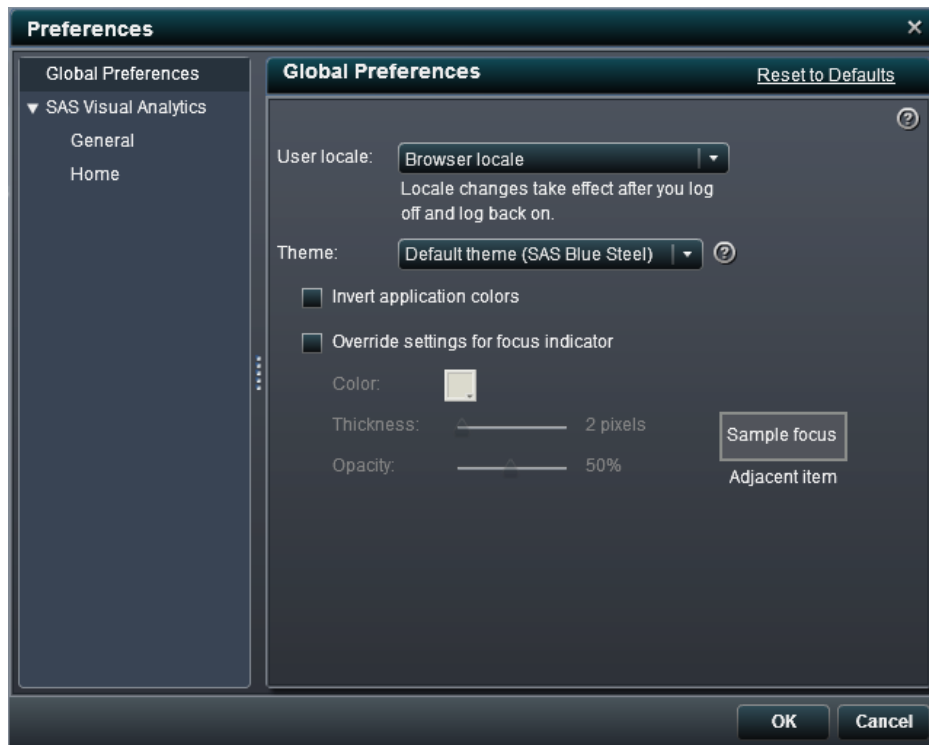 Preferences
Global Preferences
SAS Visual Analytics
General
Home
Global Preferences
Reset to Defaults
User locale:
Browser locale
Locale changes take effect after you log
off and log back on.
Theme:
Default theme (SAS Blue Steel)
Invert application colors
Override settings for focus indicator
Color:
Thickness:
2 pixels
Opacity:
50%
Sample focus
Adjacent item
OK
Cancel